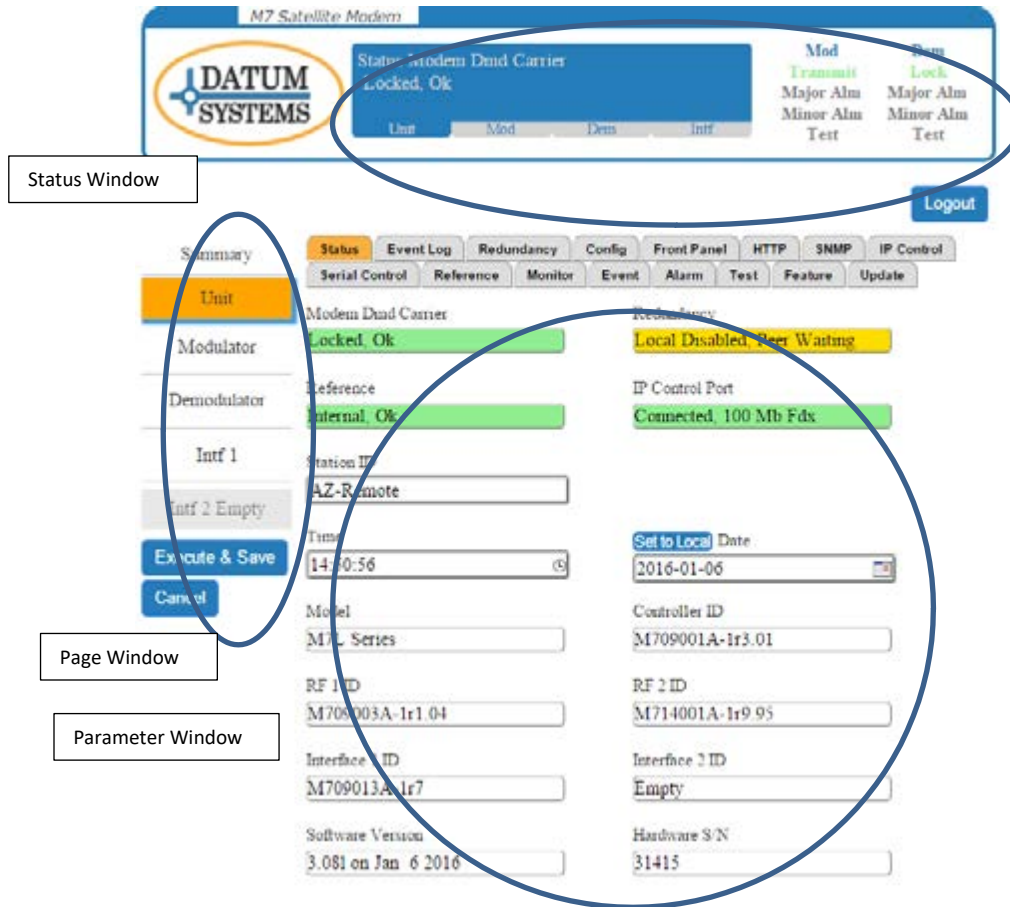 M7 Satellite Modem
DATUM
SYSTEMS
Status Modem Dmd Carrier
Locked, Ok
Unit Mod Dem Intf
Mod Dem
Transmit Lock
Major Alm Major Alm
Minor Alm Minor Alm
Test Test
Status Window
Logout
Summary
Unit
Modulator
Demodulator
Intf 1
Intf 2 Empty
Execute & Save
Cancel
Page Window
Parameter Window
Status Event Log Redundancy Config Front Panel HTTP SNMP IP Control
Serial Control Reference Monitor Event Alarm Test Feature Update
Modem Dmd Carrier Redundancy
Locked, Ok Local Disabled, Peer Waiting
Reference IP Control Port
Internal, Ok Connected, 100 Mb Fdx
Station ID
AZ-Remote
Time Set to Local Date
14:50:56 2016-01-06
Model Controller ID
M7L Series M709001A-1r3.01
RF 1 ID RF 2 ID
M709003A-1r1.04 M714001A-1r9.95
Interface 1 ID Interface 2 ID
M709013A-1r7 Empty
Software Version Hardware S/N
3.08l on Jan 6 2016 31415